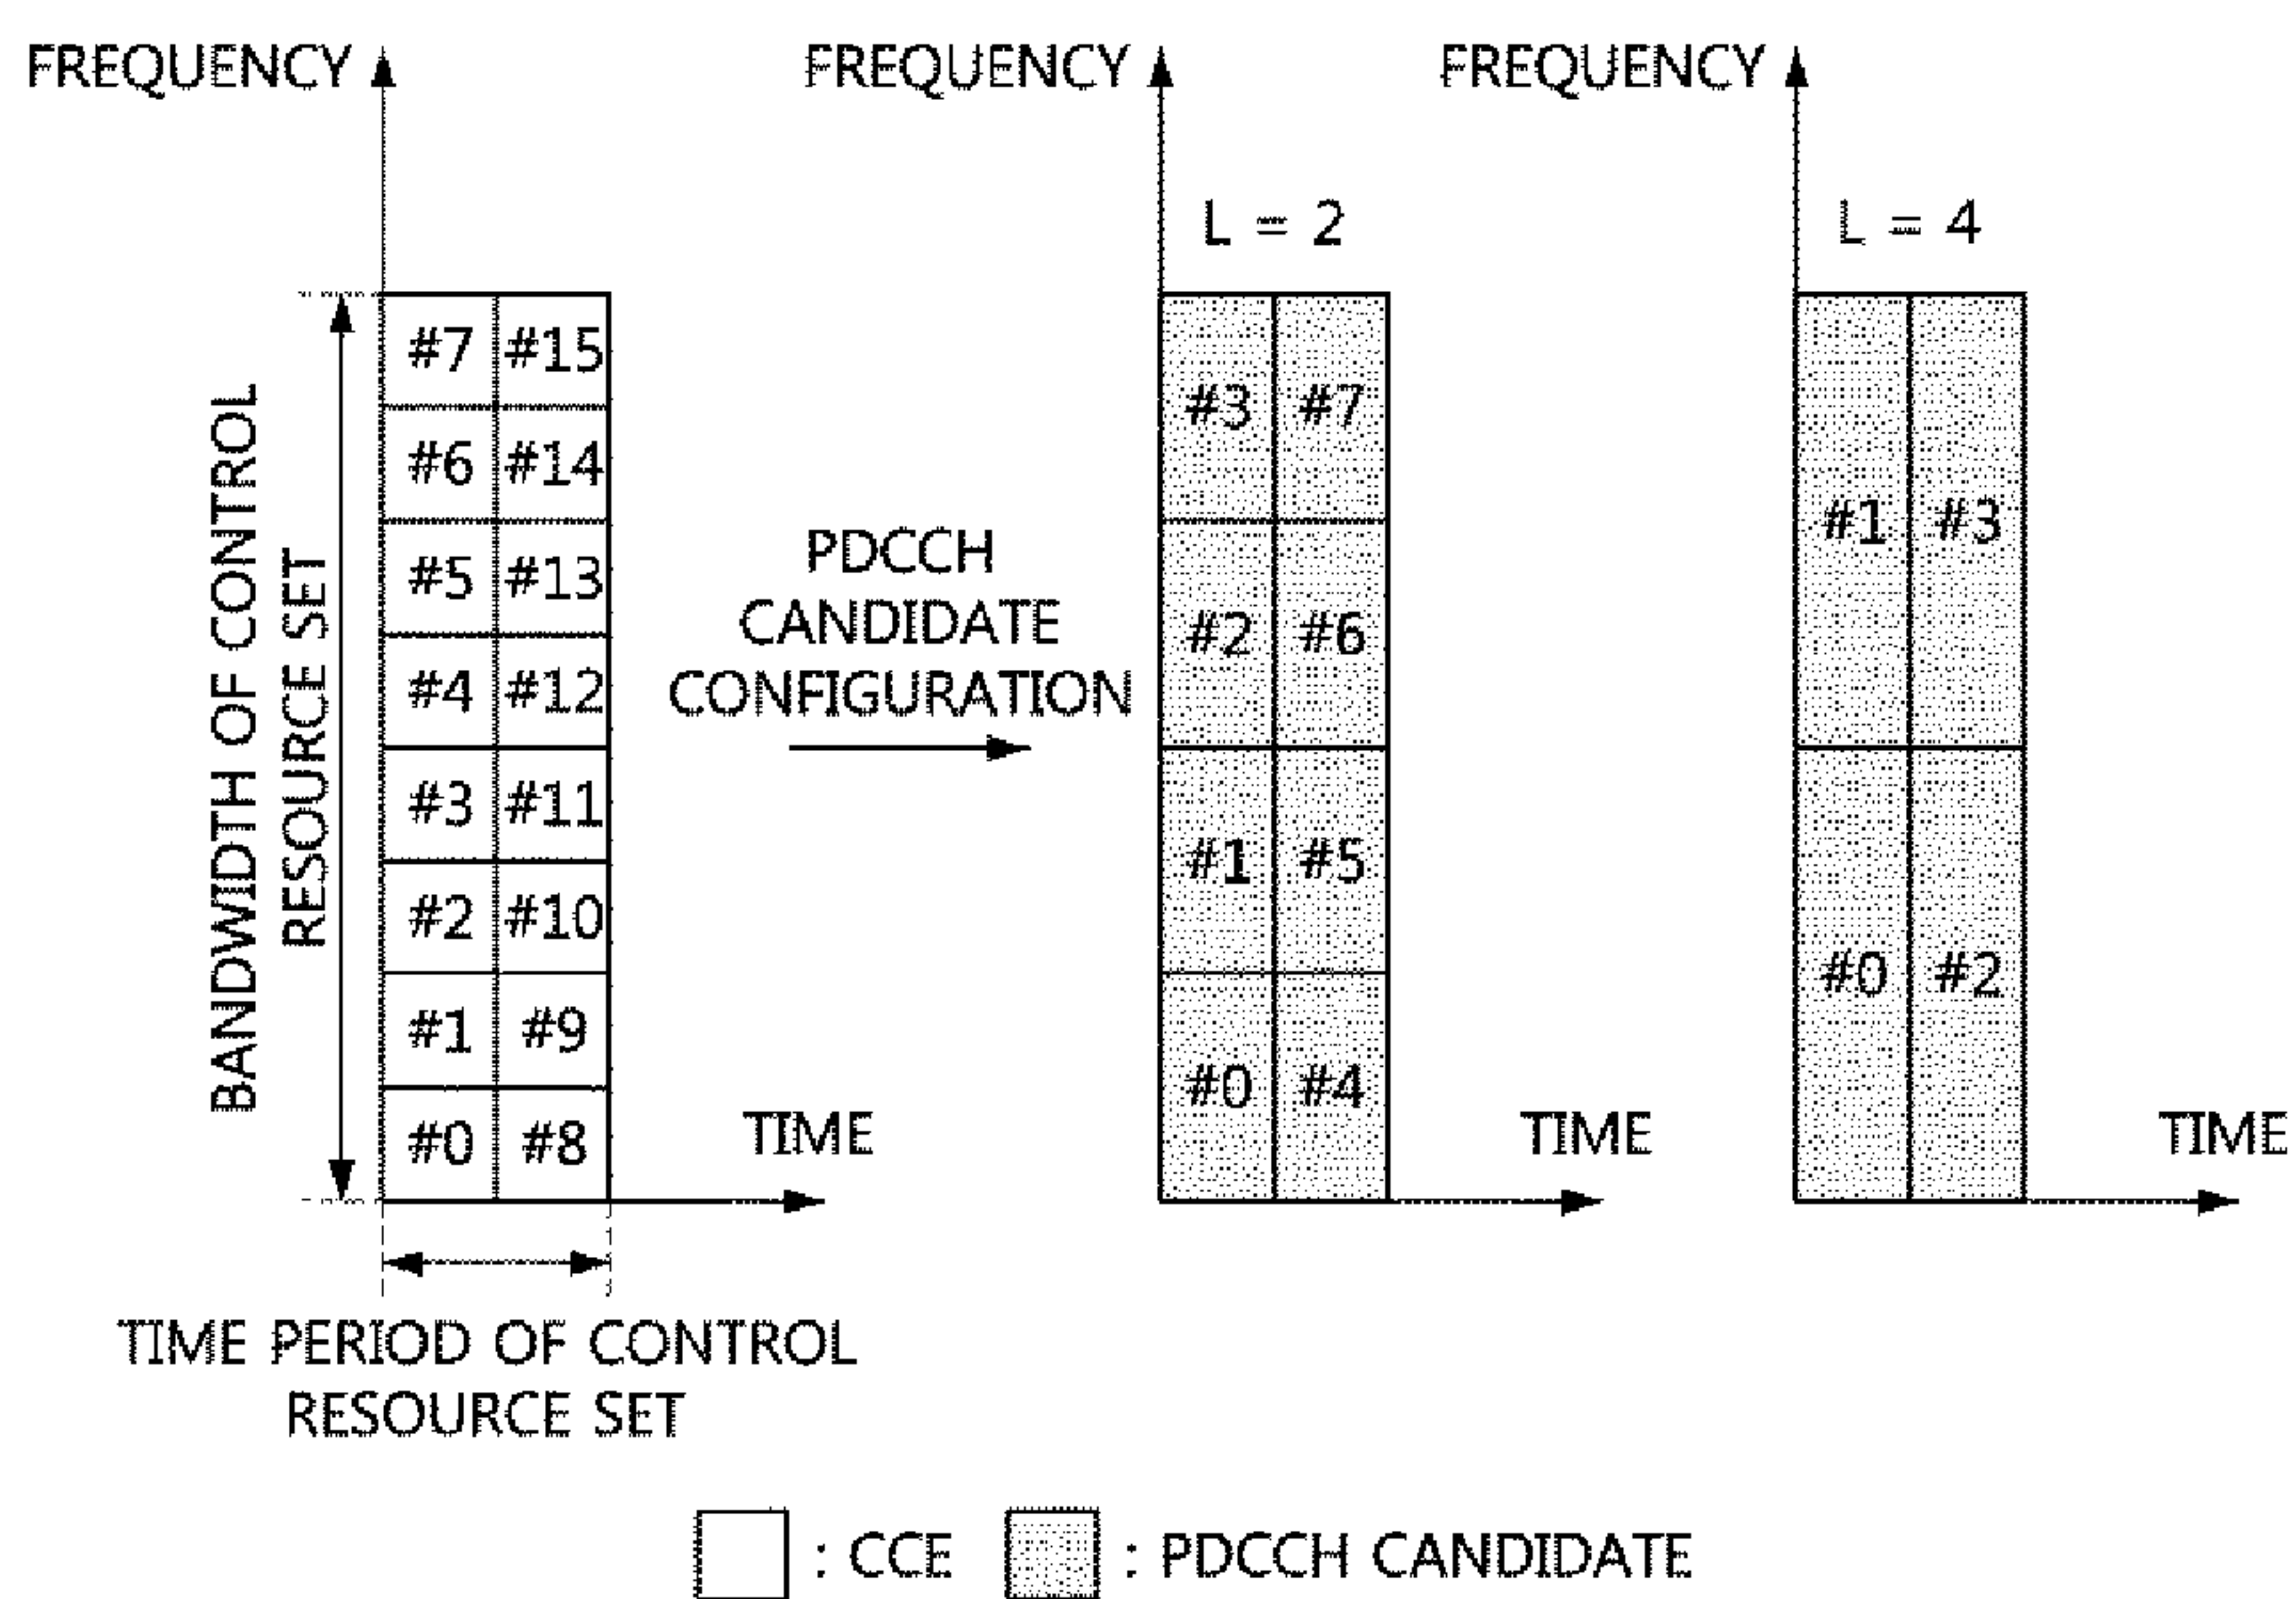 FREQUENCY
FREQUENCY
FREQUENCY
L = 2
L = 4
BANDWIDTH OF CONTROL
RESOURCE SET
#7 #15
#6 #14
#5 #13
#4 #12
#3 #11
#2 #10
#1 #9
#0 #8
TIME
TIME PERIOD OF CONTROL
RESOURCE SET
PDCCH
CANDIDATE
CONFIGURATION
#3 #7
#2 #6
#1 #5
#0 #4
TIME
#1 #3
#0 #2
TIME
: CCE
: PDCCH CANDIDATE